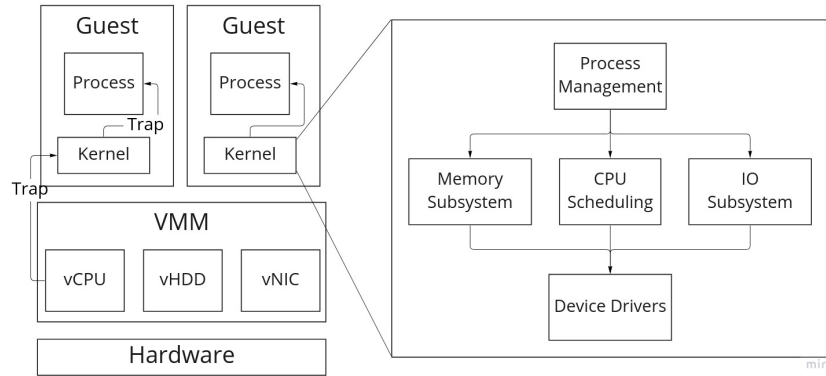 Guest
Process
Trap
Kernel
Trap
Guest
Process
Kernel
VMM
vCPU
vHDD
vNIC
Hardware
Process
Management
Memory
Subsystem
CPU
Scheduling
IO
Subsystem
Device Drivers